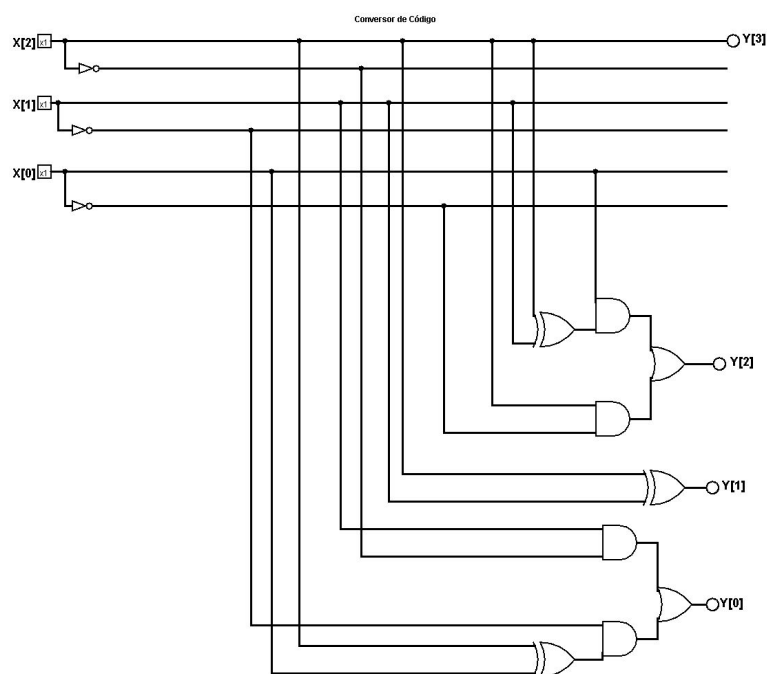 Conversor de Código
X[2] x1
Y[3]
X[1] x1
X[0] x1
Y[2]
Y[1]
Y[0]